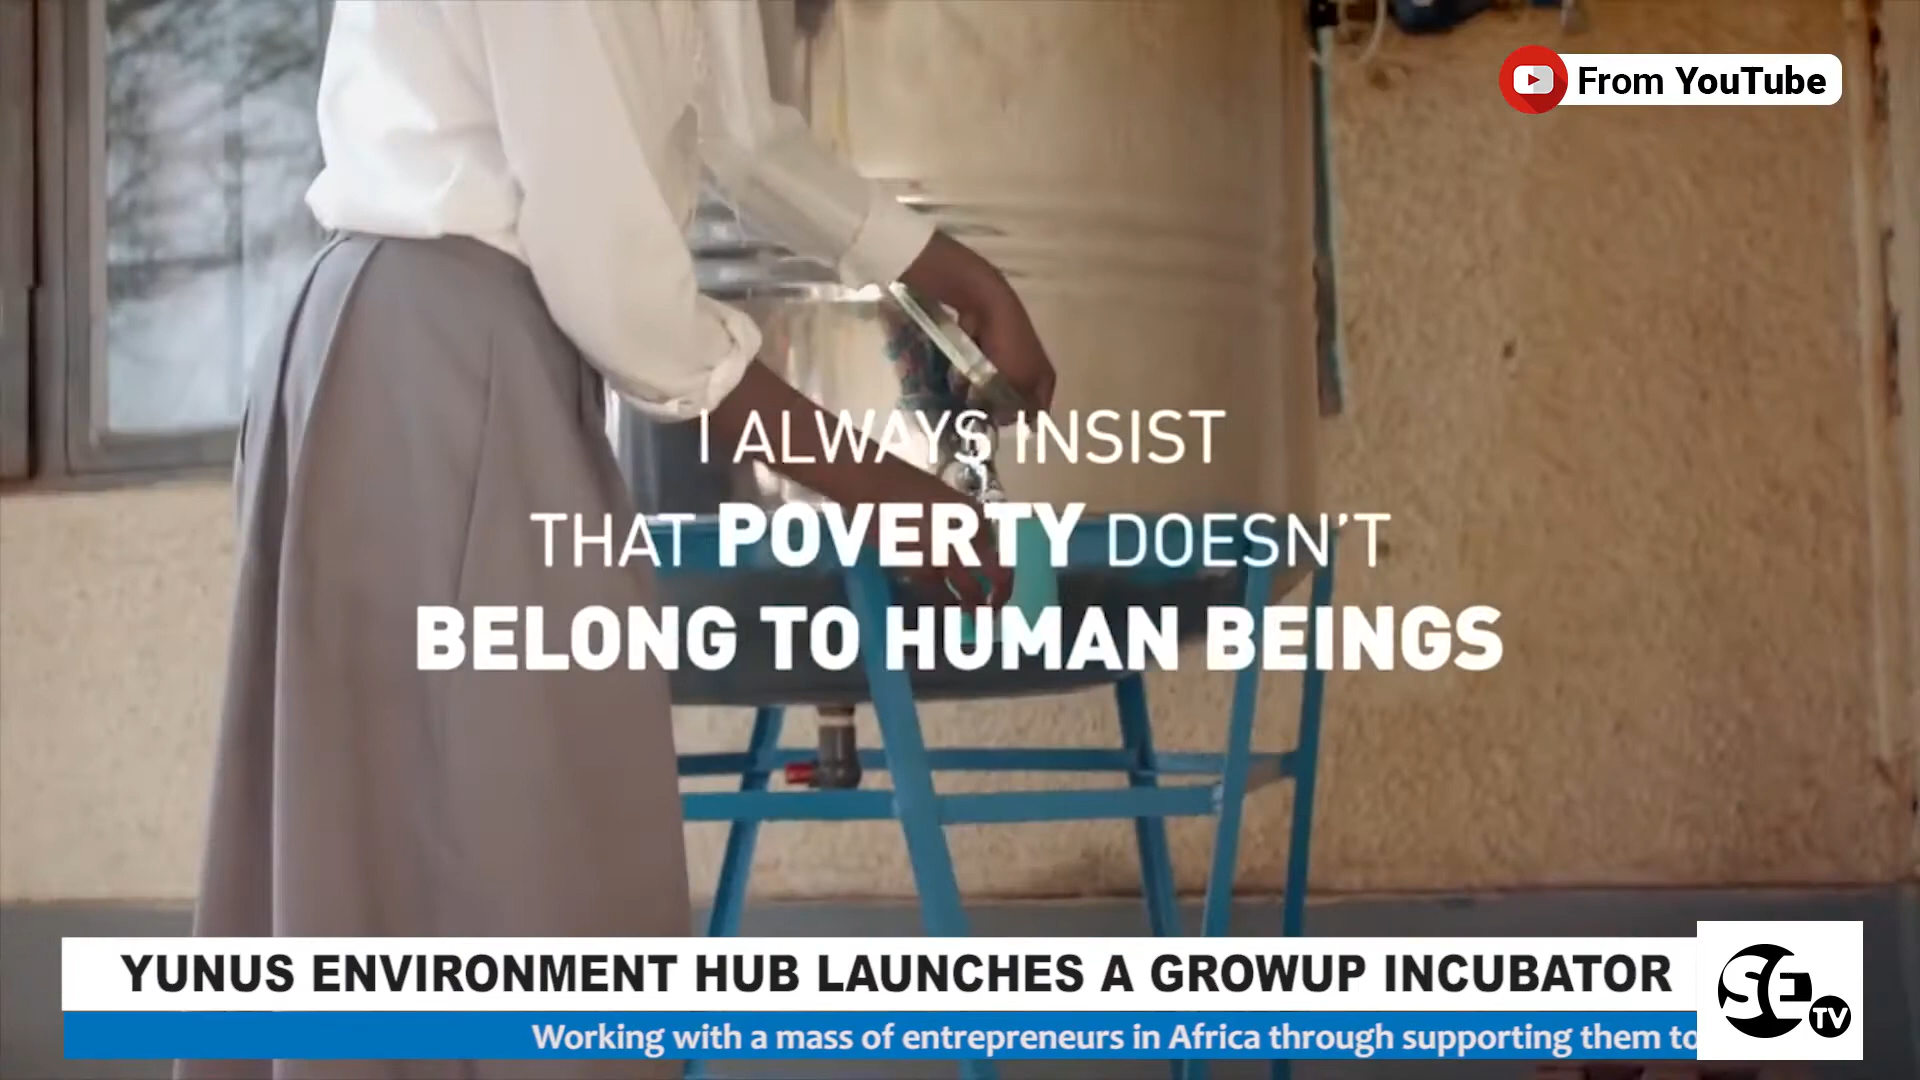 From YouTube
I ALWAYS INSIST
THAT POVERTY DOESN'T
BELONG TO HUMAN BEINGS
YUNUS ENVIRONMENT HUB LAUNCHES A GROWUP INCUBATOR
Working with a mass of entrepreneurs in Africa through supporting them to
SE TV